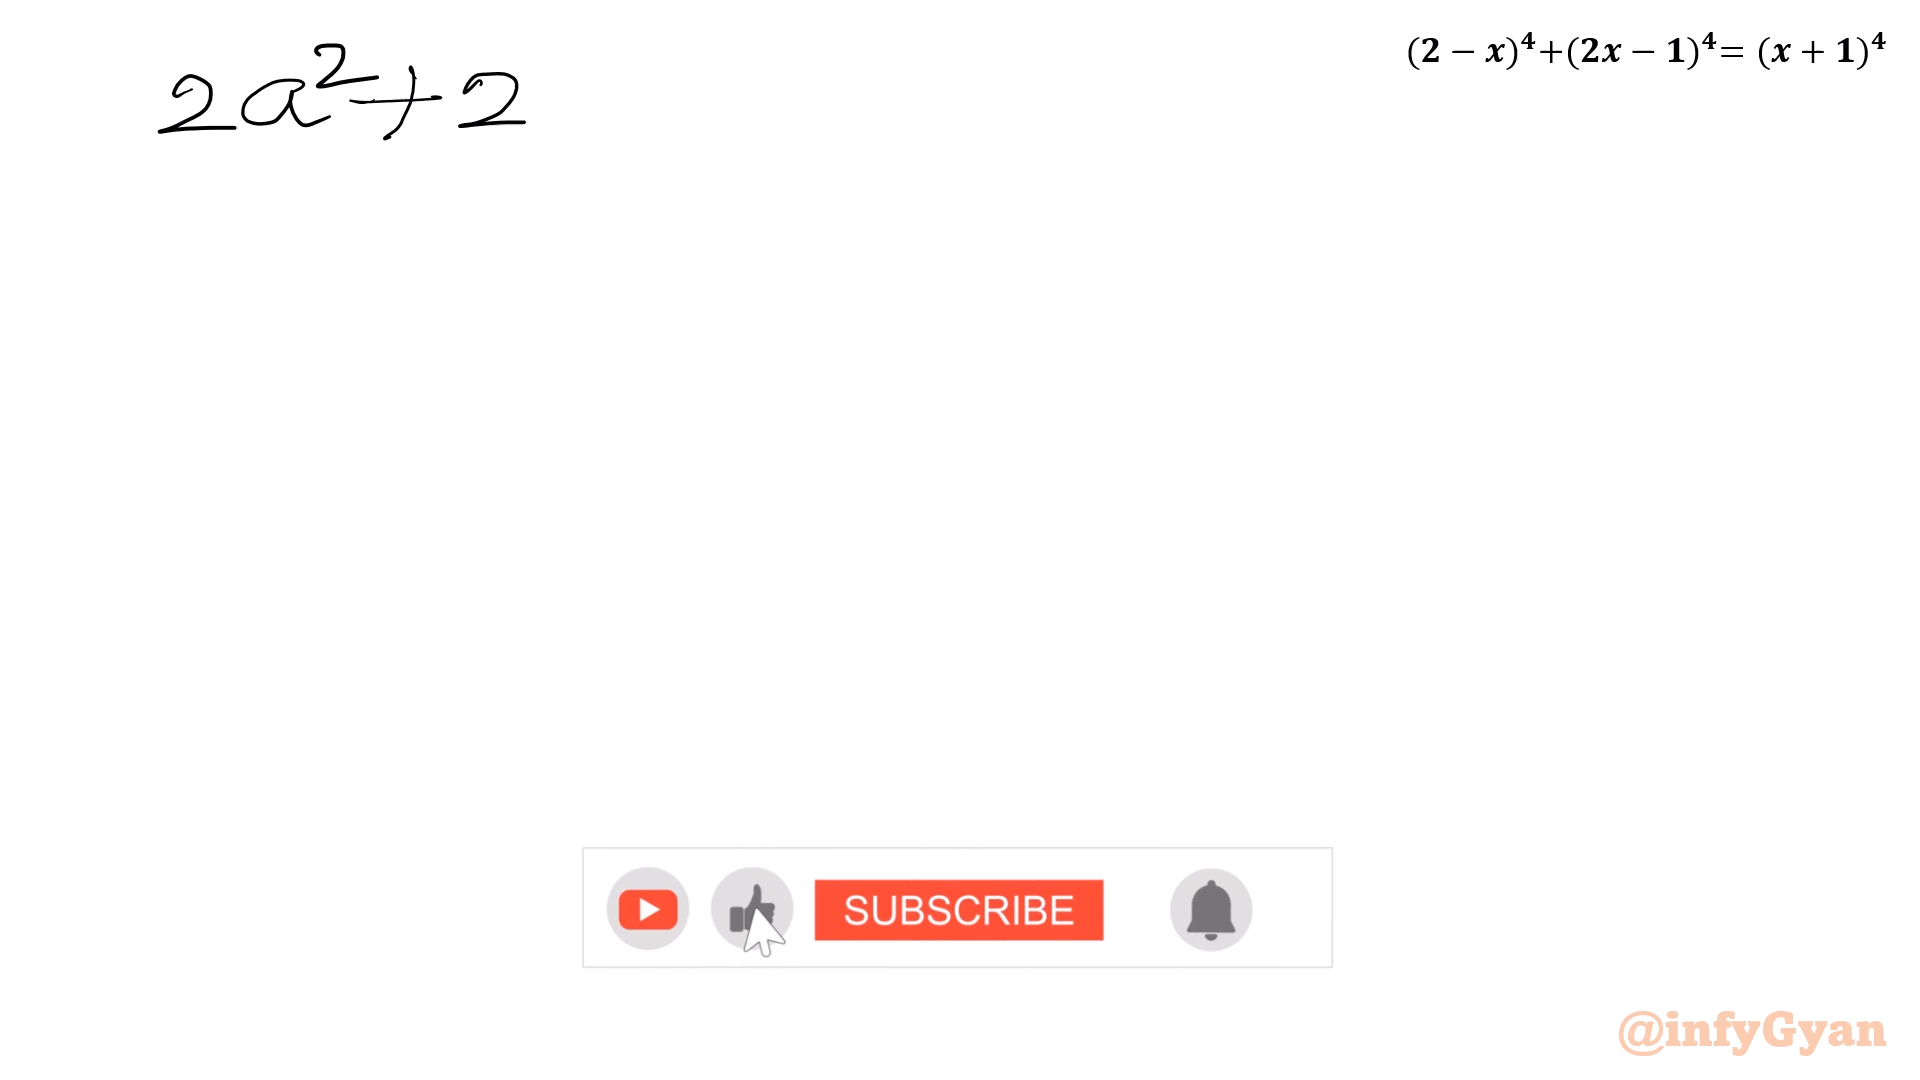 (2 − x)⁴+(2x − 1)⁴= (x + 1)⁴
2a²+2
SUBSCRIBE
@infyGyan